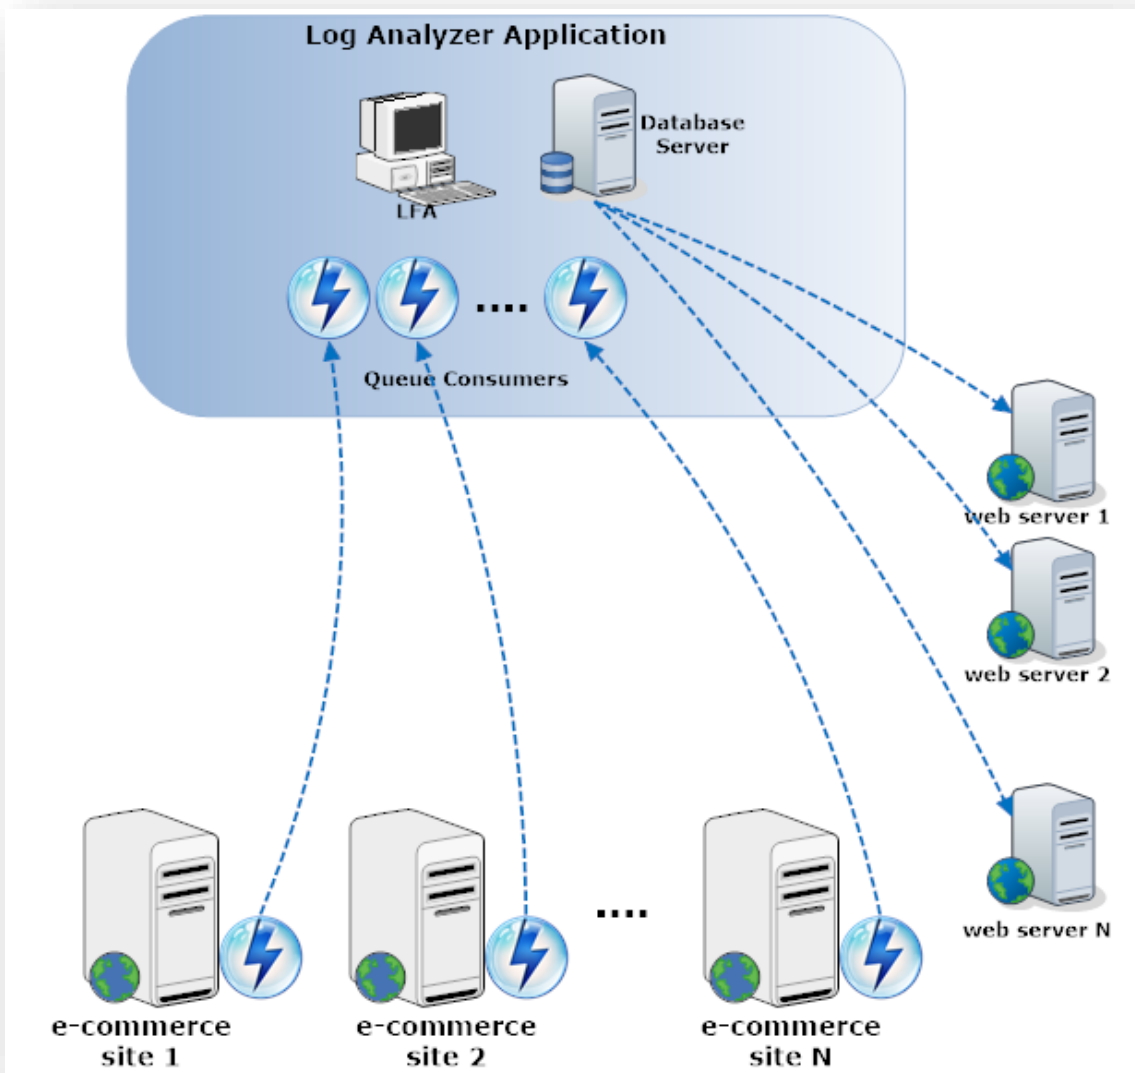 Log Analyzer Application
Database
Server
LFA
....
Queue Consumers
web server 1
web server 2
....
web server N
e-commerce
site 1
e-commerce
site 2
e-commerce
site N